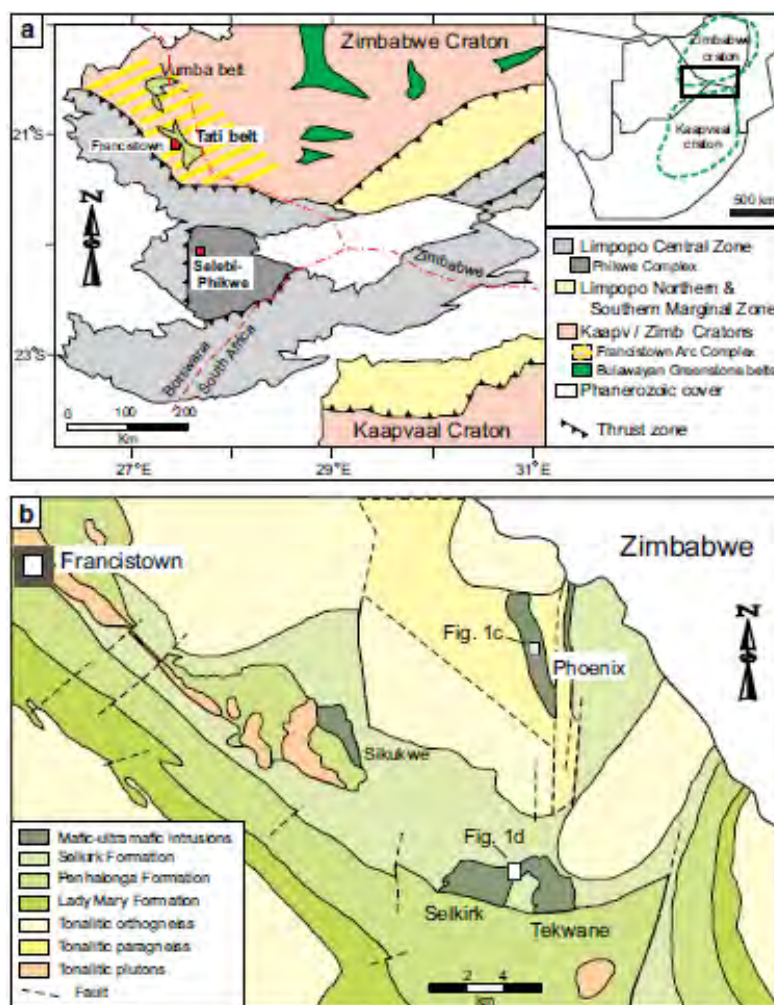 a
Zimbabwe Craton
Vumba belt
Tati belt
Francistown
21°S
N
Selebi-
Phikwe
Zimbabwe
Botswana
South Africa
23°S
0 100 200
Km
Kaapvaal Craton
27°E 29°E 31°E
Zimbabwe
craton
Kaapvaal
craton
500 km
Limpopo Central Zone
Phikwe Complex
Limpopo Northern &
Southern Marginal Zone
Kaapv / Zimb Cratons
Francistown Arc Complex
Bulawayan Greenstone belts
Phanerozoic cover
Thrust zone
b
Francistown
Zimbabwe
N
Fig. 1c
Phoenix
Sikukwe
Fig. 1d
Selkirk
Tekwane
Mafic-ultramafic Intrusions
Selkirk Formation
Penhalonga Formation
Lady Mary Formation
Tonalitic orthogneiss
Tonalitic paragneiss
Tonalitic plutons
Fault
2 4
km